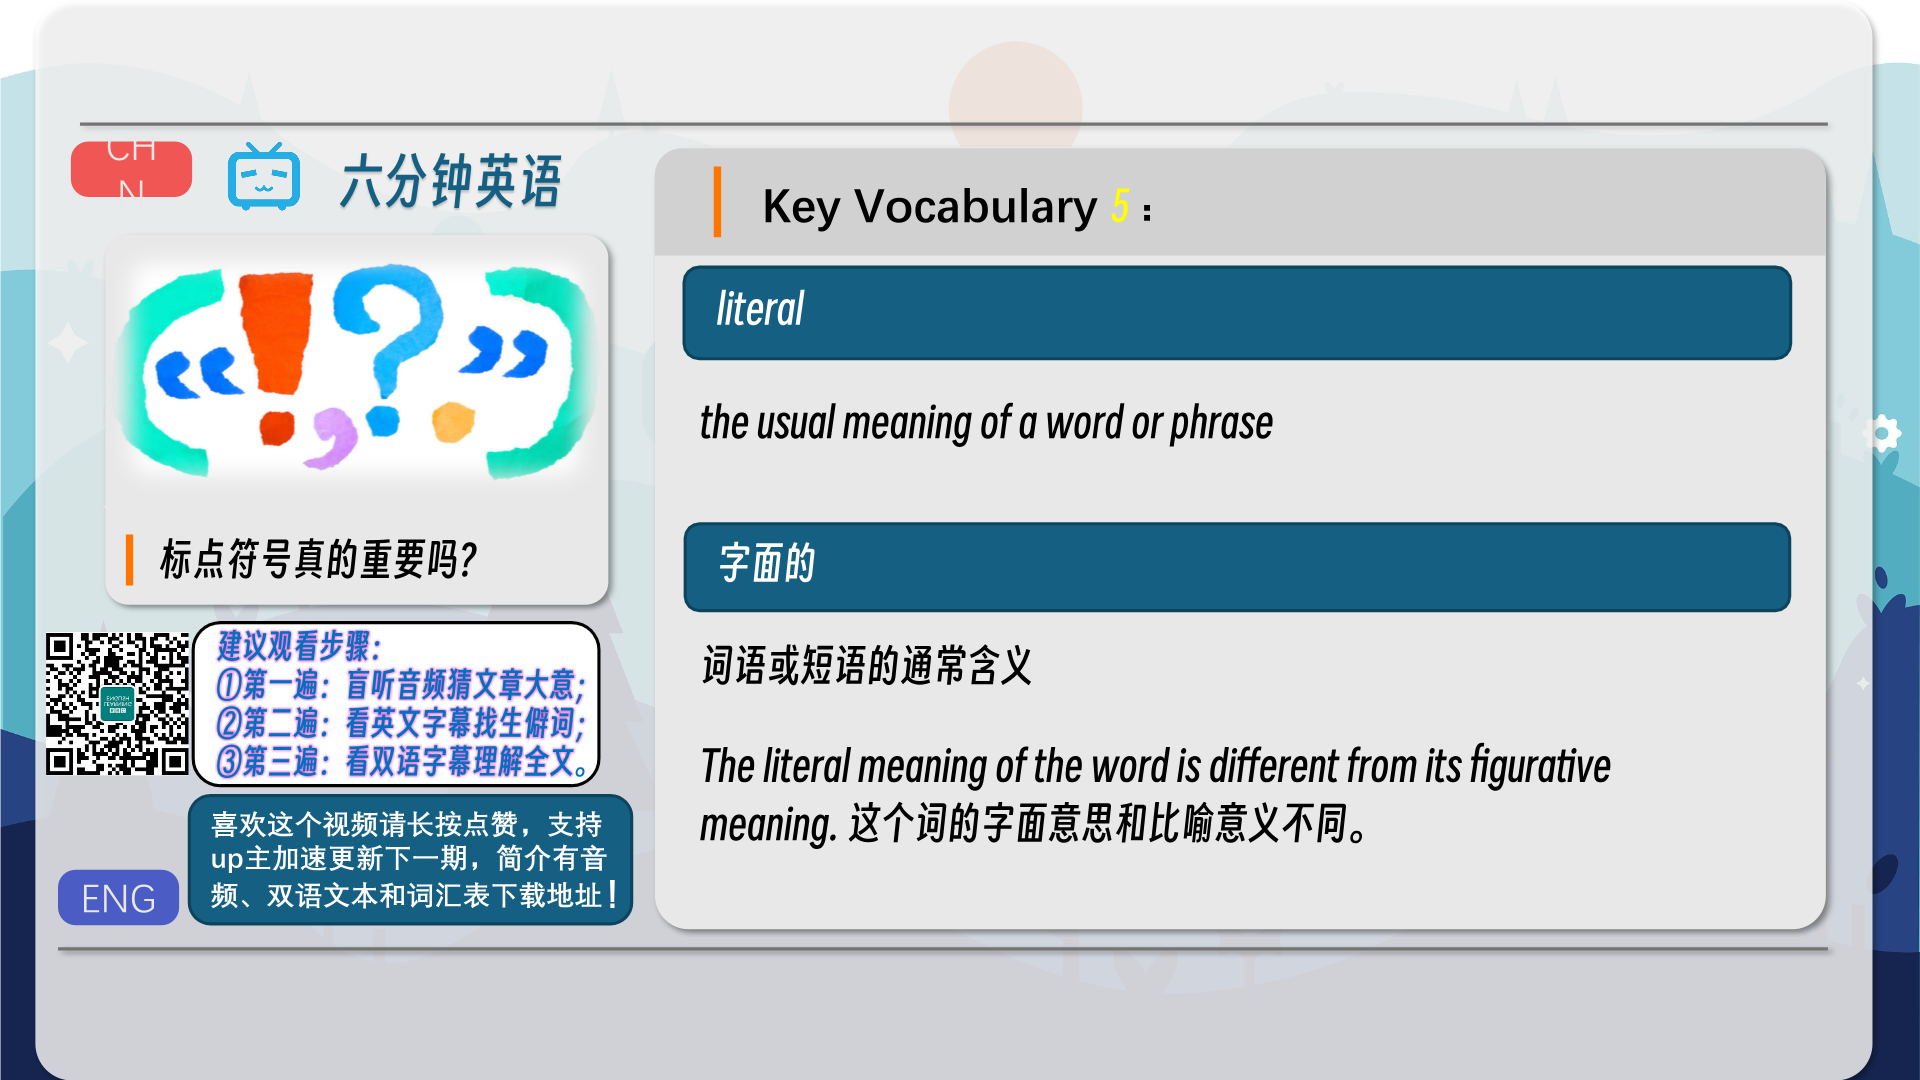 CH
N
六分钟英语
标点符号真的重要吗?
建议观看步骤:
①第一遍:盲听音频猜文章大意;
②第二遍:看英文字幕找生僻词;
③第三遍:看双语字幕理解全文。
喜欢这个视频请长按点赞，支持
up主加速更新下一期，简介有音
频、双语文本和词汇表下载地址！
ENG
Key Vocabulary 5：
literal
the usual meaning of a word or phrase
字面的
词语或短语的通常含义
The literal meaning of the word is different from its figurative
meaning. 这个词的字面意思和比喻意义不同。